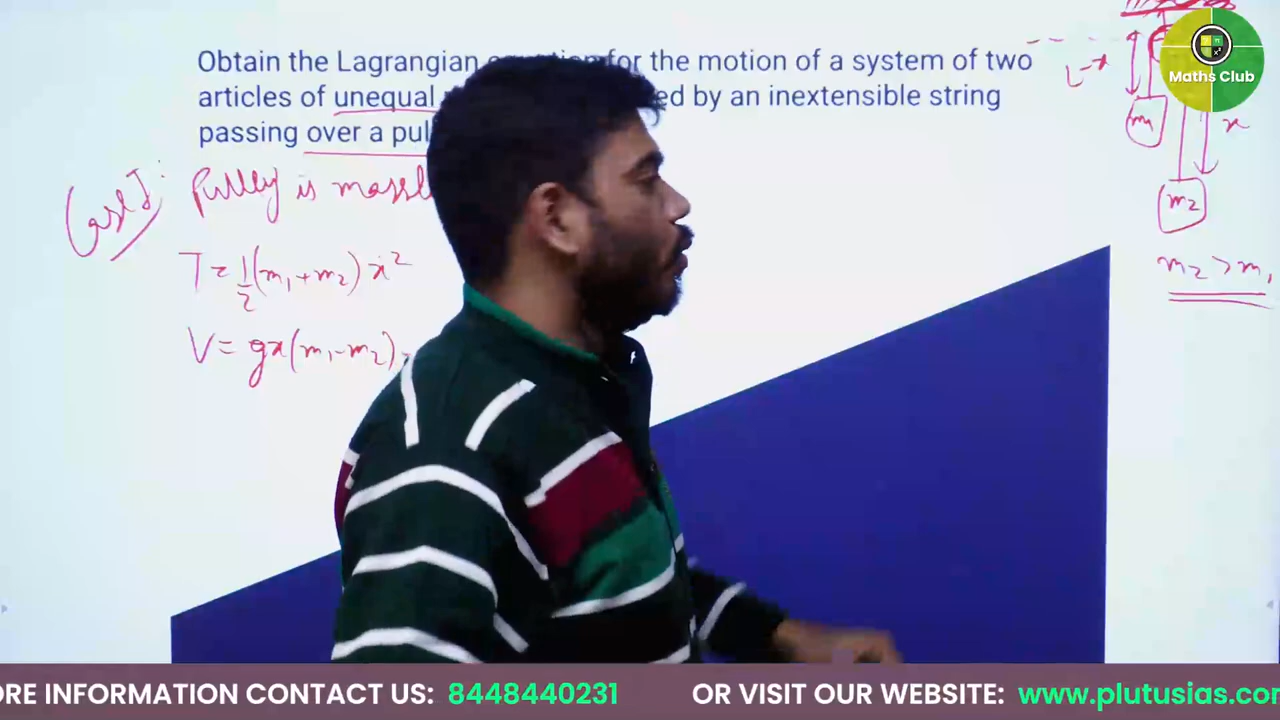 Obtain the Lagrangian for the motion of a system of two
articles of unequal ed by an inextensible string
passing over a pul
Case I: Pulley is massl
T = 1/2 (m1 + m2) ẋ²
V = gx(m1 - m2)
L-x
m1
x
m2
m2 > m1
Maths Club
ORE INFORMATION CONTACT US: 8448440231 OR VISIT OUR WEBSITE: www.plutusias.co